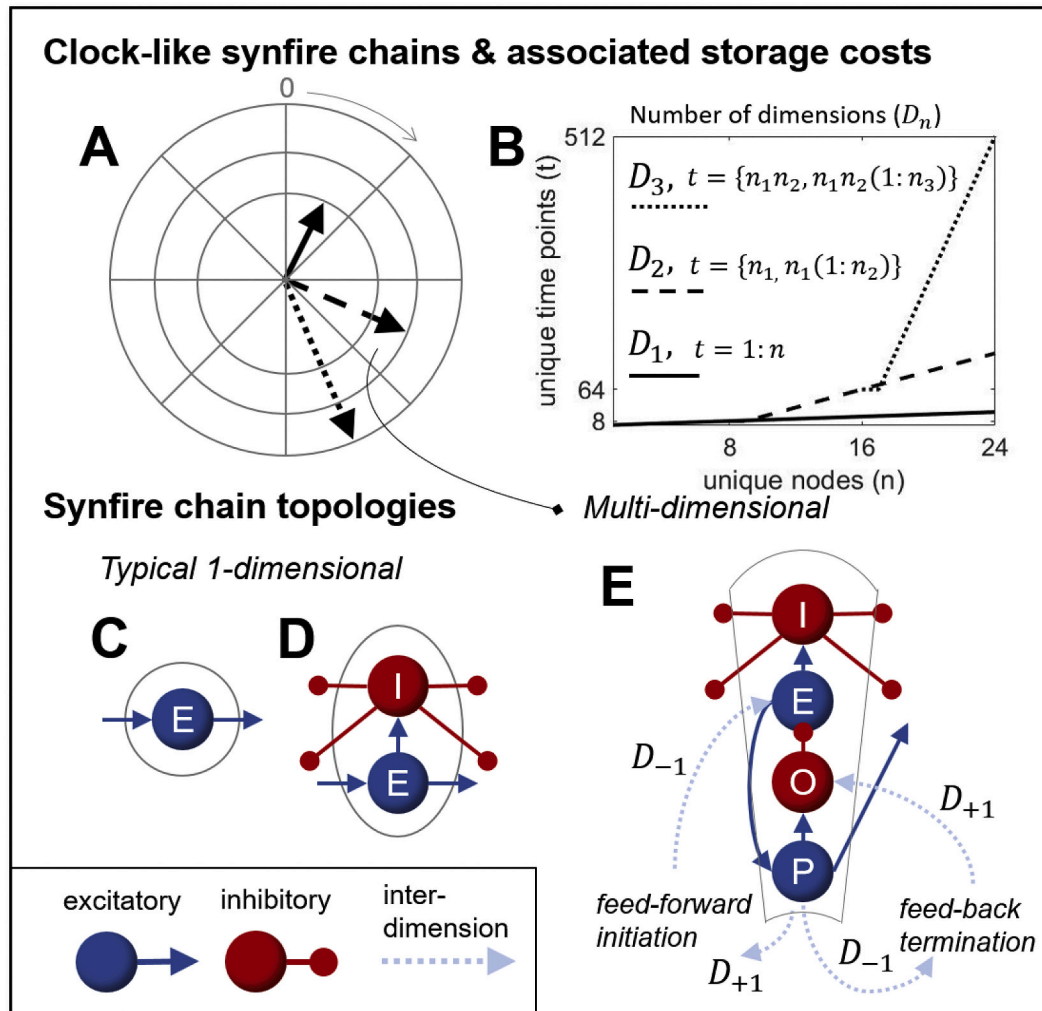 Clock-like synfire chains & associated storage costs
0
A
B
Number of dimensions (Dₙ)
unique time points (t)
512
64
8
D₃, t = {n₁n₂, n₁n₂(1: n₃)}
D₂, t = {n₁, n₁(1: n₂)}
D₁, t = 1: n
8
16
24
unique nodes (n)
Synfire chain topologies
Multi-dimensional
Typical 1-dimensional
C
E
D
I
E
E
I
E
O
P
D₋₁
D₊₁
feed-forward
initiation
feed-back
termination
D₊₁
D₋₁
excitatory
inhibitory
inter-
dimension